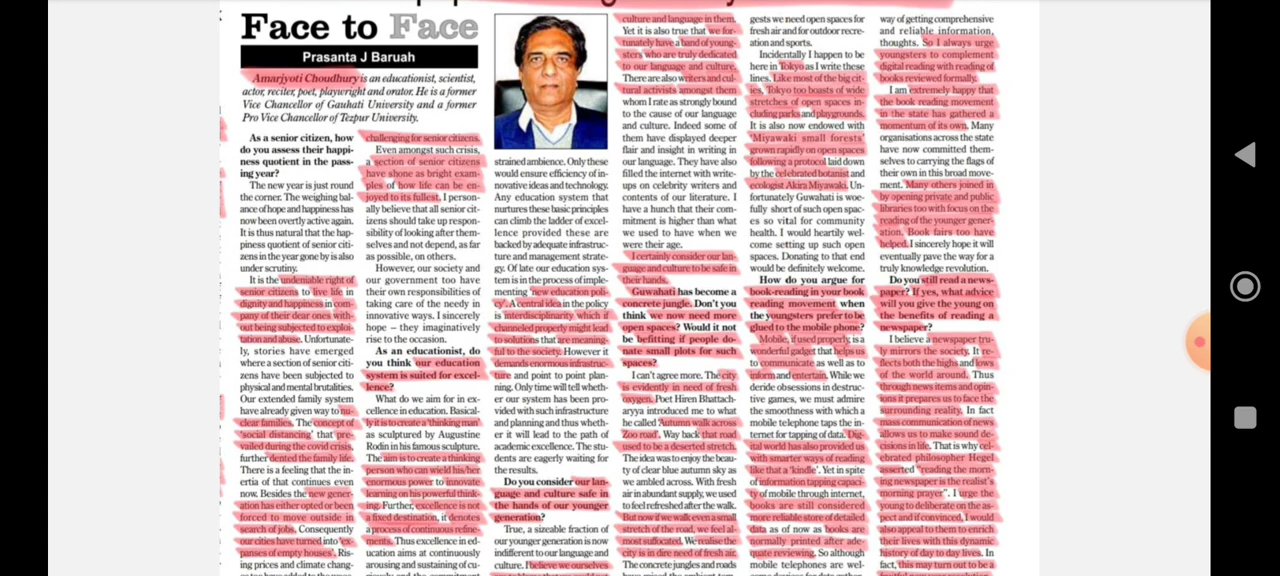 Face to Face
Prasanta J Baruah
Amarjyoti Choudhury is an educationist, scientist,
actor, reciter, poet, playwright and orator. He is a former
Vice Chancellor of Gauhati University and a former
Pro Vice Chancellor of Tezpur University.
As a senior citizen, how
do you assess their happi-
ness quotient in the pass-
ing year?
The new year is just round
the corner. The weighing bal-
ance of hope and happiness has
now been overtly active again.
It is thus natural that the hap-
piness quotient of senior citi-
zens in the year gone by is also
under scrutiny.
It is the undeniable right of
senior citizens to live life in
dignity and happiness in com-
pany of their dear ones with-
out being subjected to exploi-
tation and abuse. Unfortunate-
ly, stories have emerged
where a section of senior citi-
zens have been subjected to
physical and mental brutalities.
Our extended family system
have already given way to nu-
clear families. The concept of
'social distancing' that pre-
vailed during the covid crisis,
further dented the family life.
There is a feeling that the in-
ertia of that continues even
now. Besides the new gener-
ation has either opted or been
forced to move outside in
search of jobs. Consequently
our cities have turned into 'ex-
panses of empty houses'. Ris-
ing prices and climate chang-
challenging for senior citizens.
Even amongst such crisis,
a section of senior citizens
have shone as bright exam-
ples of how life can be en-
joyed to its fullest. I person-
ally believe that all senior cit-
izens should take up respon-
sibility of looking after them-
selves and not depend, as far
as possible, on others.
However, our society and
our government too have
their own responsibilities of
taking care of the needy in
innovative ways. I sincerely
hope – they imaginatively
rise to the occasion.
As an educationist, do
you think our education
system is suited for excel-
lence?
What do we aim for in ex-
cellence in education. Basical-
ly it is to create a 'thinking man'
as sculptured by Augustine
Rodin in his famous sculpture.
The aim is to create a thinking
person who can wield his/her
enormous power to innovate
learning on his powerful think-
ing. Further, excellence is not
a fixed destination, it denotes
a process of continuous refine-
ments. Thus excellence in ed-
ucation aims at continuously
arousing and sustaining of cu-
strained ambience. Only these
would ensure efficiency of in-
novative ideas and technology.
Any education system that
nurtures these basic principles
can climb the ladder of excel-
lence provided these are
backed by adequate infrastruc-
ture and management strate-
gy. Of late our education sys-
tem is in the process of imple-
menting 'new education poli-
cy'. A central idea in the policy
is interdisciplinary which if
channeled properly might lead
to solutions that are meaning-
ful to the society. However it
demands enormous infrastruc-
ture and point to point plan-
ning. Only time will tell wheth-
er our system has been pro-
vided with such infrastructure
and planning and thus wheth-
er it will lead to the path of
academic excellence. The stu-
dents are eagerly waiting for
the results.
Do you consider our lan-
guage and culture safe in
the hands of our younger
generation?
True, a sizeable fraction of
our younger generation is now
indifferent to our language and
culture. I believe we ourselves
culture and language in them.
Yet it is also true that we for-
tunately have a band of young-
sters who are truly dedicated
to our language and culture.
There are also writers and cul-
tural activists amongst them
whom I rate as strongly bound
to the cause of our language
and culture. Indeed some of
them have displayed deeper
flair and insight in writing in
our language. They have also
filled the internet with write-
ups on celebrity writers and
contents of our literature. I
have a hunch that their com-
mitment is higher than what
we used to have when we
were their age.
I certainly consider our lan-
guage and culture to be safe in
their hands.
Guwahati has become a
concrete jungle. Don't you
think we now need more
open spaces? Would it not
be befitting if people do-
nate small plots for such
spaces?
I can't agree more. The city
is evidently in need of fresh
oxygen. Poet Hiren Bhattach-
aryya introduced me to what
he called 'Autumn walk across
Zoo road'. Way back that road
used to be a deserted stretch.
The idea was to enjoy the beau-
ty of clear blue autumn sky as
we ambled across. With fresh
air in abundant supply, we used
to feel refreshed after the walk.
But now if we walk even a small
stretch of the road, we feel al-
most suffocated. We realise the
city is in dire need of fresh air.
The concrete jungles and roads
gests we need open spaces for
fresh air and for outdoor recre-
ation and sports.
Incidentally I happen to be
here in Tokyo as I write these
lines. Like most of the big cit-
ies, Tokyo too boasts of wide
stretches of open spaces in-
cluding parks and playgrounds.
It is also now endowed with
'Miyawaki small forests'
grown rapidly on open spaces
following a protocol laid down
by the celebrated botanist and
ecologist Akira Miyawaki. Un-
fortunately Guwahati is woe-
fully short of such open spac-
es so vital for community
health. I would heartily wel-
come setting up such open
spaces. Donating to that end
would be definitely welcome.
How do you argue for
book-reading in your book
reading movement when
the youngsters prefer to be
glued to the mobile phone?
Mobile, if used properly, is a
wonderful gadget that helps us
to communicate as well as to
inform and entertain. While we
deride obsessions in destruc-
tive games, we must admire
the smoothness with which a
mobile telephone taps the in-
ternet for tapping of data. Dig-
ital world has also provided us
with smarter ways of reading
like that a 'kindle'. Yet in spite
of information tapping capaci-
ty of mobile through internet,
books are still considered
more reliable store of detailed
data as of now as books are
normally printed after ade-
quate reviewing. So although
mobile telephones are wel-
way of getting comprehensive
and reliable information,
thoughts. So I always urge
youngsters to complement
digital reading with reading of
books reviewed formally.
I am extremely happy that
the book reading movement
in the state has gathered a
momentum of its own. Many
organisations across the state
have now committed them-
selves to carrying the flags of
their own in this broad move-
ment. Many others joined in
by opening private and public
libraries too with focus on the
reading of the younger gener-
ation. Book fairs too have
helped. I sincerely hope it will
eventually pave the way for a
truly knowledge revolution.
Do you still read a news-
paper? If yes, what advice
will you give the young on
the benefits of reading a
newspaper?
I believe a newspaper tru-
ly mirrors the society. It re-
flects both the highs and lows
of the world around. Thus
through news items and opin-
ions it prepares us to face the
surrounding reality. In fact
mass communication of news
allows us to make sound de-
cisions in life. That is why cel-
ebrated philosopher Hegel
asserted "reading the morn-
ing newspaper is the realist's
morning prayer". I urge the
young to deliberate on the as-
pect and if convinced, I would
also appeal to them to enrich
their lives with this dynamic
history of day to day lives. In
fact, this may turn out to be a